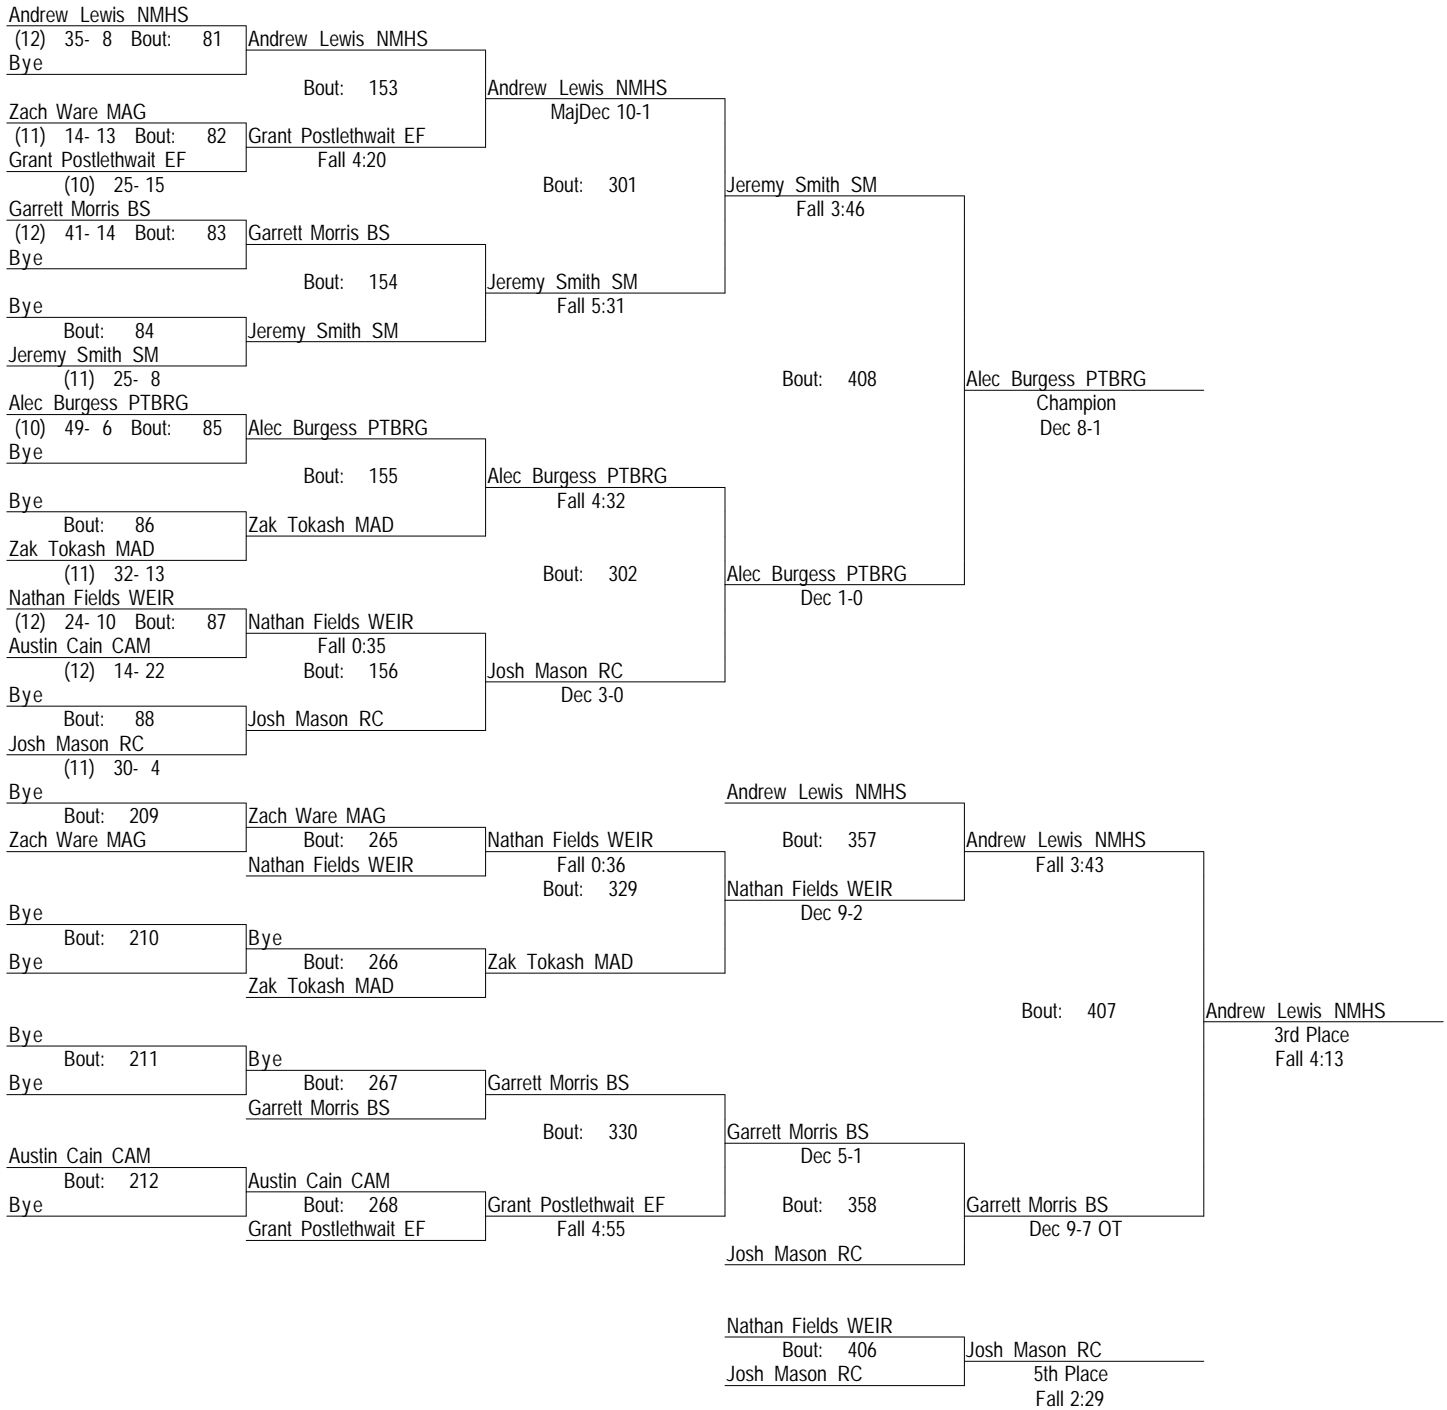 Andrew Lewis NMHS
(12) 35- 8 Bout: 81 Andrew Lewis NMHS
Bye
Bout: 153 Andrew Lewis NMHS
Zach Ware MAG MajDec 10-1
(11) 14- 13 Bout: 82 Grant Postlethwait EF
Grant Postlethwait EF Fall 4:20
(10) 25- 15 Bout: 301 Jeremy Smith SM
Garrett Morris BS Fall 3:46
(12) 41- 14 Bout: 83 Garrett Morris BS
Bye
Bout: 154 Jeremy Smith SM
Bye Fall 5:31
Bout: 84 Jeremy Smith SM
Jeremy Smith SM
(11) 25- 8 Bout: 408 Alec Burgess PTBRG
Alec Burgess PTBRG Champion
(10) 49- 6 Bout: 85 Alec Burgess PTBRG Dec 8-1
Bye
Bout: 155 Alec Burgess PTBRG
Bye Fall 4:32
Bout: 86 Zak Tokash MAD
Zak Tokash MAD
(11) 32- 13 Bout: 302 Alec Burgess PTBRG
Nathan Fields WEIR Dec 1-0
(12) 24- 10 Bout: 87 Nathan Fields WEIR
Austin Cain CAM Fall 0:35
(12) 14- 22 Bout: 156 Josh Mason RC
Bye Dec 3-0
Bout: 88 Josh Mason RC
Josh Mason RC
(11) 30- 4
Bye Andrew Lewis NMHS
Bout: 209 Zach Ware MAG
Zach Ware MAG Bout: 265 Nathan Fields WEIR Bout: 357 Andrew Lewis NMHS
Nathan Fields WEIR Fall 0:36 Fall 3:43
Bout: 329 Nathan Fields WEIR
Bye Dec 9-2
Bout: 210 Bye
Bye Bout: 266 Zak Tokash MAD
Zak Tokash MAD
Bout: 407 Andrew Lewis NMHS
Bye 3rd Place
Bout: 211 Bye Fall 4:13
Bye Bout: 267 Garrett Morris BS
Garrett Morris BS
Bout: 330 Garrett Morris BS
Austin Cain CAM Dec 5-1
Bout: 212 Austin Cain CAM
Bye Bout: 268 Grant Postlethwait EF Bout: 358 Garrett Morris BS
Grant Postlethwait EF Fall 4:55 Dec 9-7 OT
Josh Mason RC
Nathan Fields WEIR
Bout: 406 Josh Mason RC
Josh Mason RC 5th Place
Fall 2:29